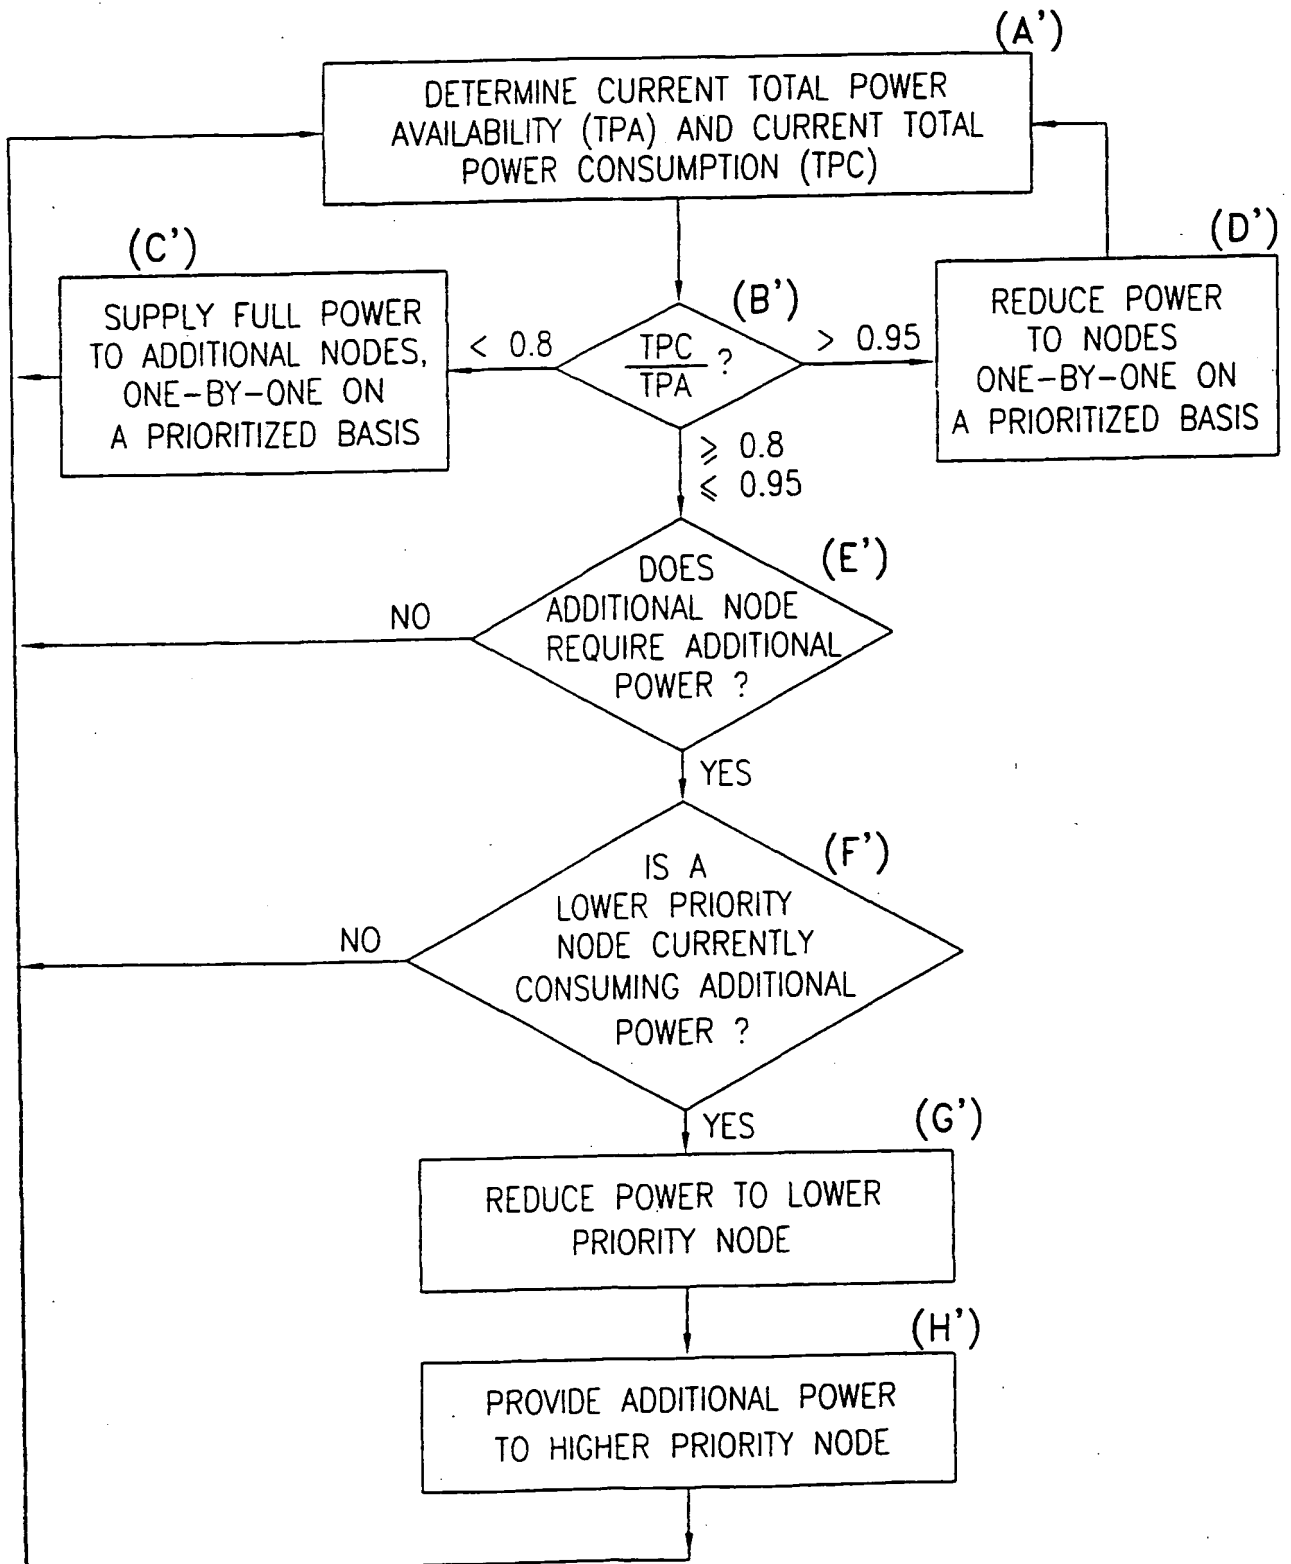 (A')
DETERMINE CURRENT TOTAL POWER
AVAILABILITY (TPA) AND CURRENT TOTAL
POWER CONSUMPTION (TPC)
(C')
SUPPLY FULL POWER
TO ADDITIONAL NODES,
ONE-BY-ONE ON
A PRIORITIZED BASIS
< 0.8
(B')
TPC
TPA
?
> 0.95
(D')
REDUCE POWER
TO NODES
ONE-BY-ONE ON
A PRIORITIZED BASIS
⩾ 0.8
⩽ 0.95
(E')
DOES
ADDITIONAL NODE
REQUIRE ADDITIONAL
POWER ?
NO
YES
(F')
IS A
LOWER PRIORITY
NODE CURRENTLY
CONSUMING ADDITIONAL
POWER ?
NO
YES
(G')
REDUCE POWER TO LOWER
PRIORITY NODE
(H')
PROVIDE ADDITIONAL POWER
TO HIGHER PRIORITY NODE